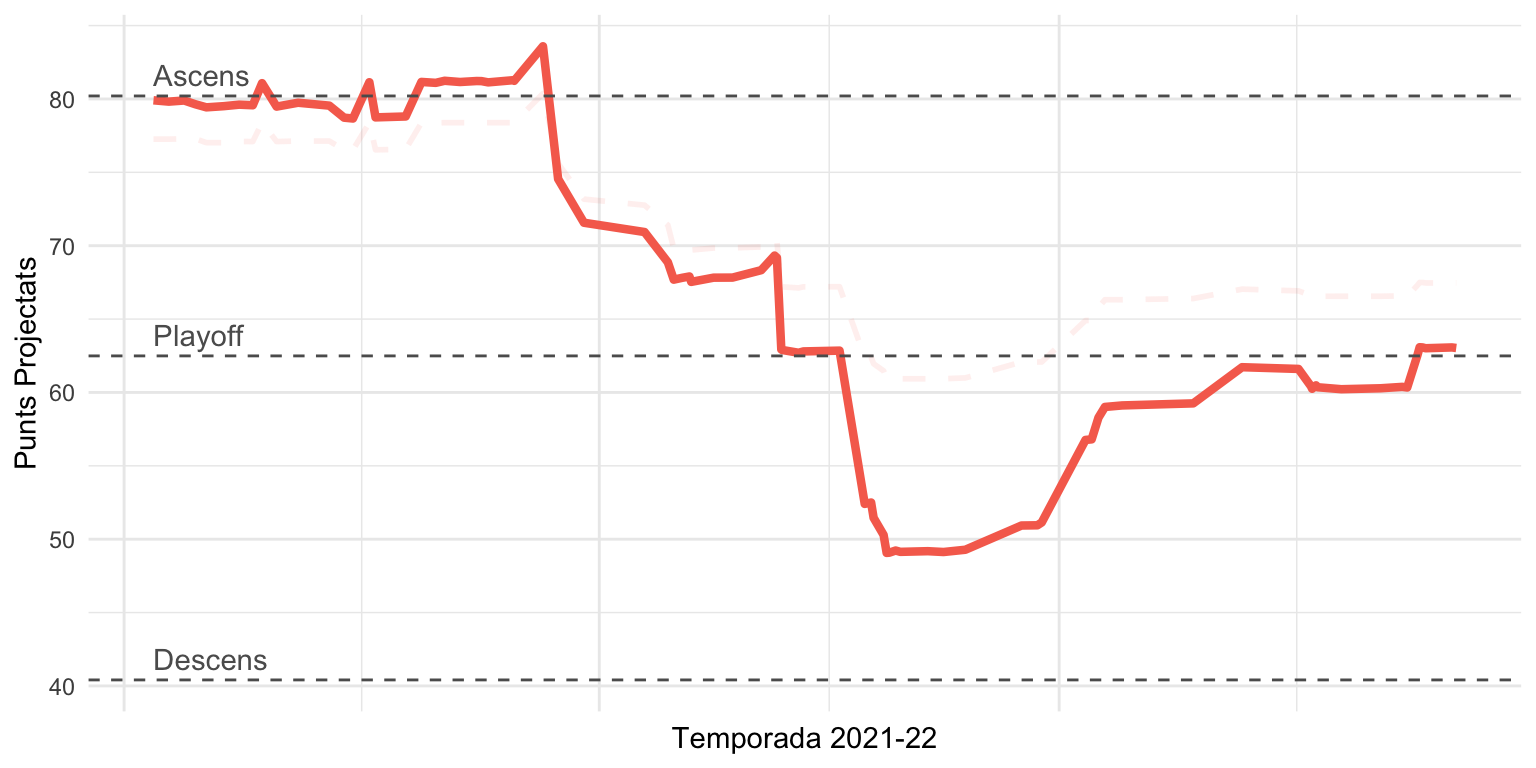 Ascens
80
70
Playoff
60
50
Descens
40
Punts Projectats
Temporada 2021-22